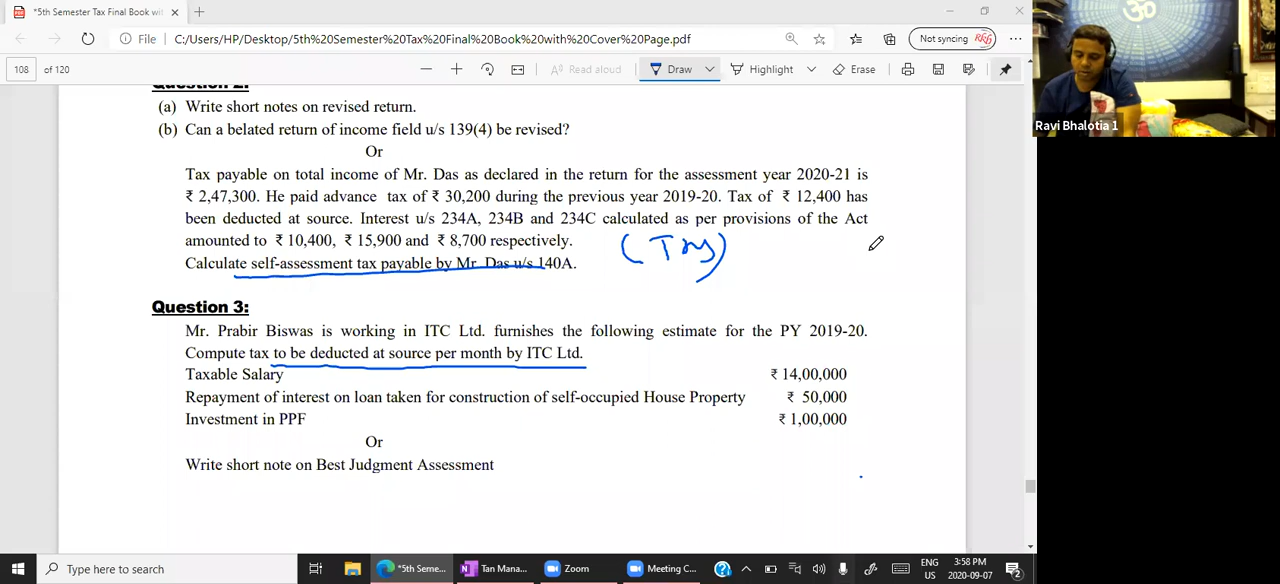 *5th Semester Tax Final Book wit
File C:/Users/HP/Desktop/5th%20Semester%20Tax%20Final%20Book%20with%20Cover%20Page.pdf
Not syncing
108 of 120
Read aloud
Draw
Highlight
Erase
Ravi Bhalotia 1
Question 2:
(a) Write short notes on revised return.
(b) Can a belated return of income field u/s 139(4) be revised?
Or
Tax payable on total income of Mr. Das as declared in the return for the assessment year 2020-21 is
₹ 2,47,300. He paid advance tax of ₹ 30,200 during the previous year 2019-20. Tax of ₹ 12,400 has
been deducted at source. Interest u/s 234A, 234B and 234C calculated as per provisions of the Act
amounted to ₹ 10,400, ₹ 15,900 and ₹ 8,700 respectively.
(Try)
Calculate self-assessment tax payable by Mr. Das u/s 140A.
Question 3:
Mr. Prabir Biswas is working in ITC Ltd. furnishes the following estimate for the PY 2019-20.
Compute tax to be deducted at source per month by ITC Ltd.
Taxable Salary ₹ 14,00,000
Repayment of interest on loan taken for construction of self-occupied House Property ₹ 50,000
Investment in PPF ₹ 1,00,000
Or
Write short note on Best Judgment Assessment
Type here to search
*5th Seme...
Tan Mana...
Zoom
Meeting C...
ENG
US
3:58 PM
2020-09-07
2